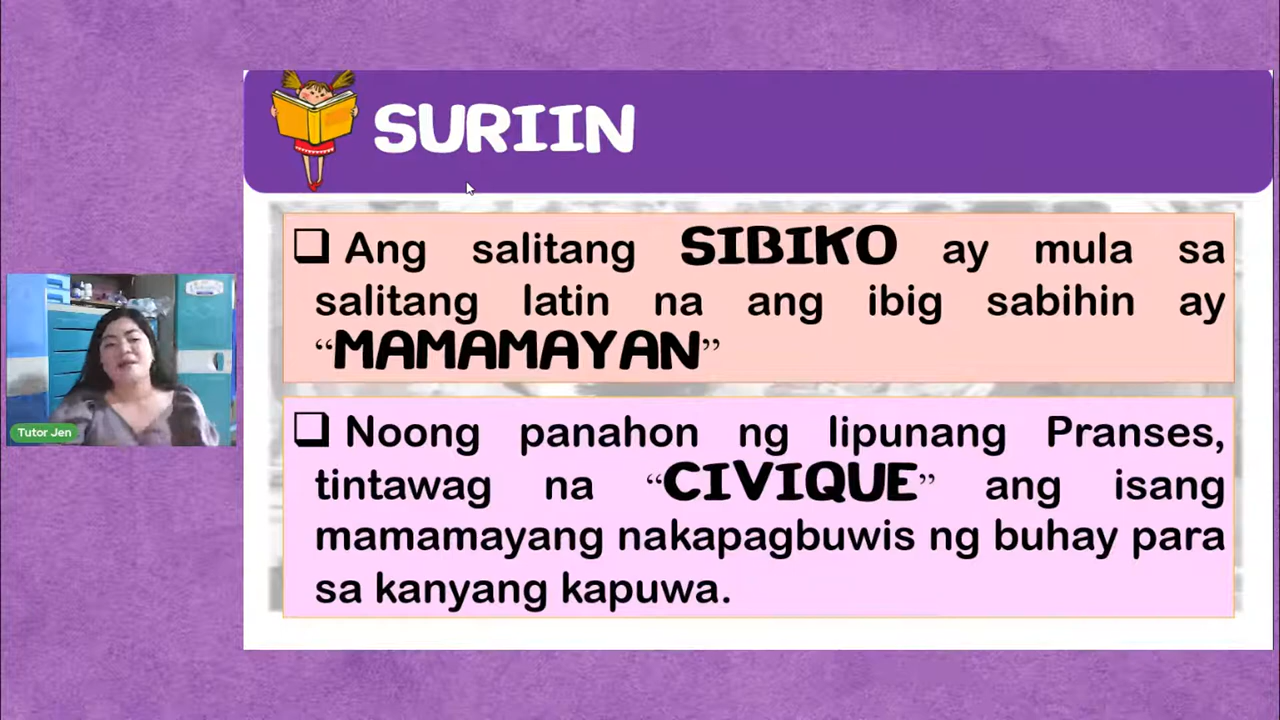 SURIIN
❑ Ang salitang SIBIKO ay mula sa
salitang latin na ang ibig sabihin ay
“MAMAMAYAN”
❑ Noong panahon ng lipunang Pranses,
tintawag na “CIVIQUE” ang isang
mamamayang nakapagbuwis ng buhay para
sa kanyang kapuwa.
Tutor Jen